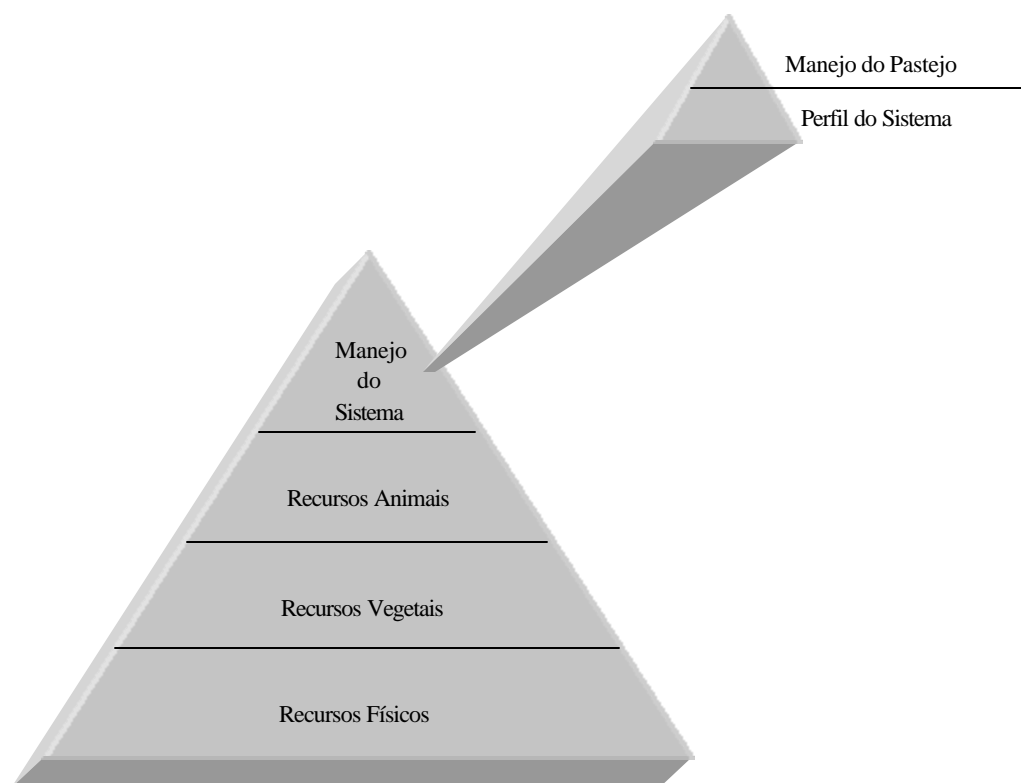 Manejo do Pastejo
Perfil do Sistema
Manejo
do
Sistema
Recursos Animais
Recursos Vegetais
Recursos Físicos